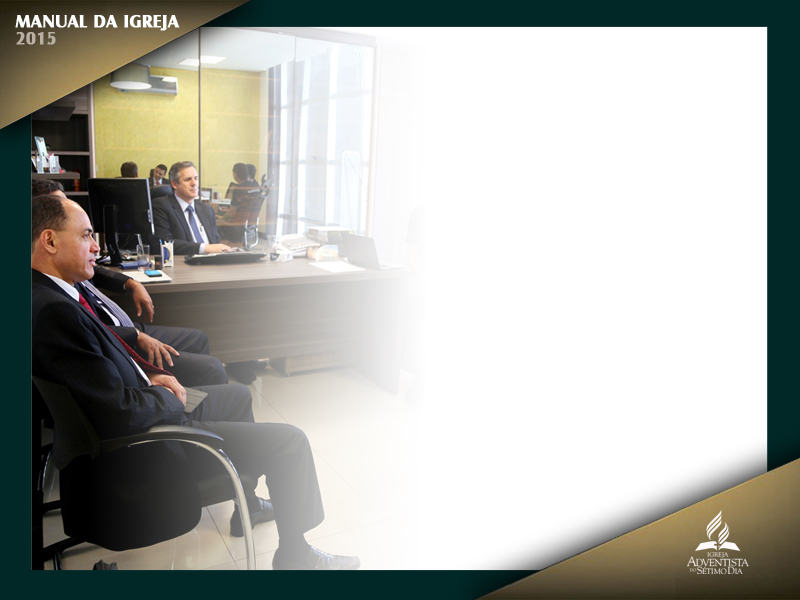 MANUAL DA IGREJA
2015
IGREJA
ADVENTISTA
DO SÉTIMO DIA